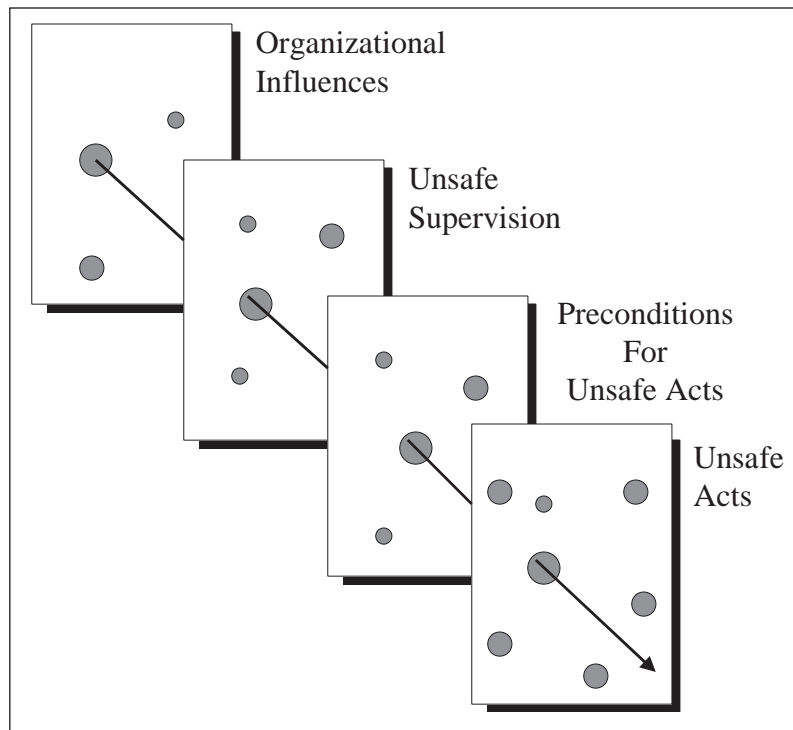 Organizational
Influences
Unsafe
Supervision
Preconditions
For
Unsafe Acts
Unsafe
Acts